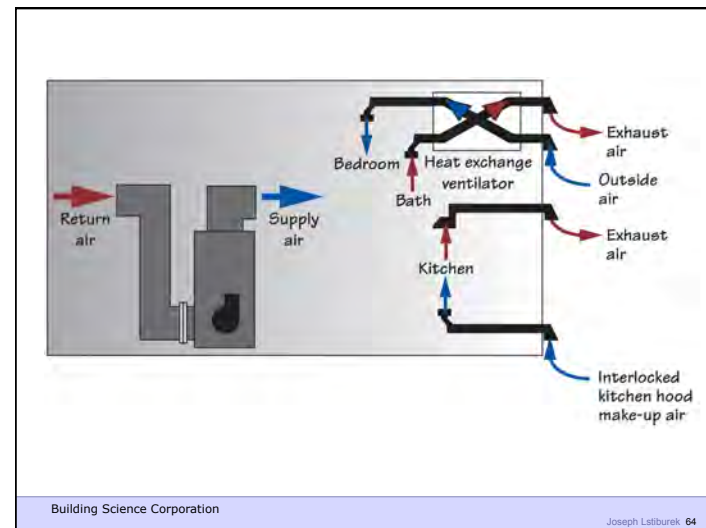 Exhaust
air
Bedroom
Heat exchange
ventilator
Outside
air
Bath
Return
air
Supply
air
Exhaust
air
Kitchen
Interlocked
kitchen hood
make-up air
Building Science Corporation
Joseph Lstiburek 64